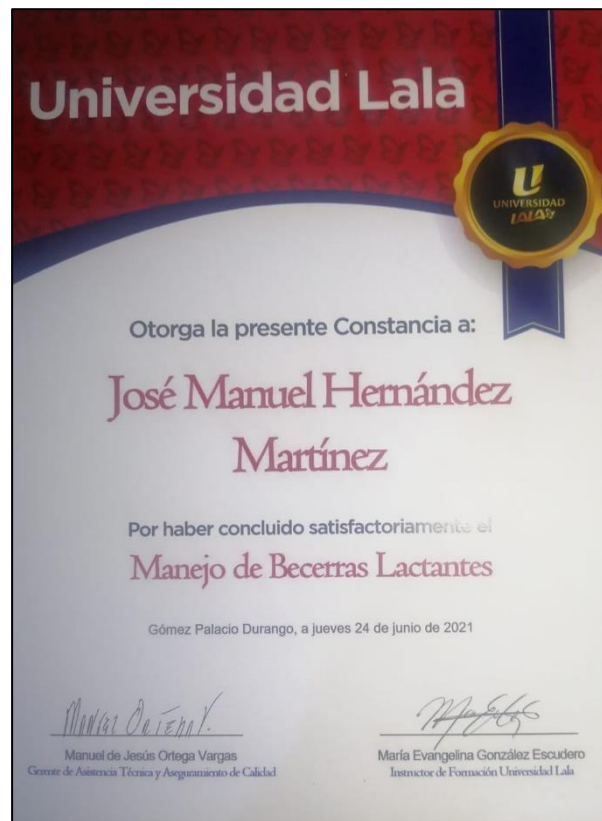 Universidad Lala
U
UNIVERSIDAD
LALA
Otorga la presente Constancia a:
José Manuel Hernández
Martínez
Por haber concluido satisfactoriamente el
Manejo de Becerras Lactantes
Gómez Palacio Durango, a jueves 24 de junio de 2021
Manuel Ortega V.
Manuel de Jesús Ortega Vargas
María Evangelina González Escudero
Gerente de Asistencia Técnica y Aseguramiento de Calidad
Instructor de Formación Universidad Lala